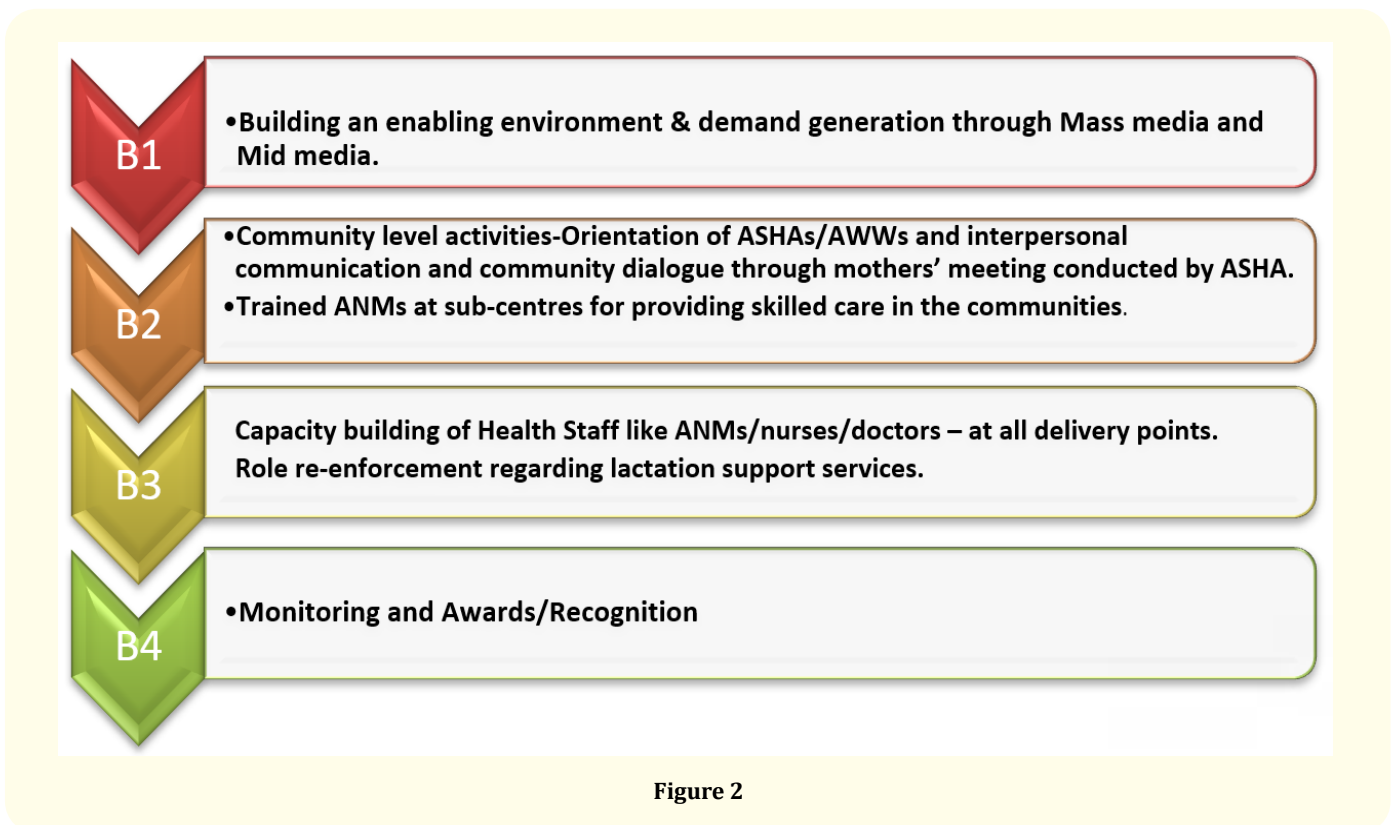 B1
•Building an enabling environment & demand generation through Mass media and
Mid media.
B2
•Community level activities-Orientation of ASHAs/AWWs and interpersonal
communication and community dialogue through mothers’ meeting conducted by ASHA.
•Trained ANMs at sub-centres for providing skilled care in the communities.
B3
Capacity building of Health Staff like ANMs/nurses/doctors – at all delivery points.
Role re-enforcement regarding lactation support services.
B4
•Monitoring and Awards/Recognition
Figure 2